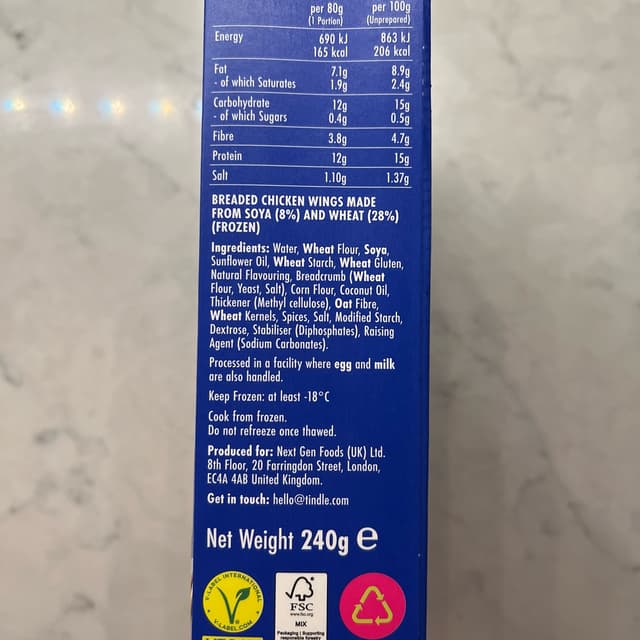 per 80g per 100g
(1 Portion) (Unprepared)
Energy 690 kJ 863 kJ
165 kcal 206 kcal
Fat 7.1g 8.9g
- of which Saturates 1.9g 2.4g
Carbohydrate 12g 15g
- of which Sugars 0.4g 0.5g
Fibre 3.8g 4.7g
Protein 12g 15g
Salt 1.10g 1.37g
BREADED CHICKEN WINGS MADE
FROM SOYA (8%) AND WHEAT (28%)
(FROZEN)
Ingredients: Water, Wheat Flour, Soya,
Sunflower Oil, Wheat Starch, Wheat Gluten,
Natural Flavouring, Breadcrumb (Wheat
Flour, Yeast, Salt), Corn Flour, Coconut Oil,
Thickener (Methyl cellulose), Oat Fibre,
Wheat Kernels, Spices, Salt, Modified Starch,
Dextrose, Stabiliser (Diphosphates), Raising
Agent (Sodium Carbonates).
Processed in a facility where egg and milk
are also handled.
Keep Frozen: at least -18°C
Cook from frozen.
Do not refreeze once thawed.
Produced for: Next Gen Foods (UK) Ltd.
8th Floor, 20 Farringdon Street, London,
EC4A 4AB United Kingdom.
Get in touch: hello@tindle.com
Net Weight 240g ℮
V-LABEL INTERNATIONAL
V-LABEL.COM
FSC
www.fsc.org
MIX
Packaging | Supporting
responsible forestry